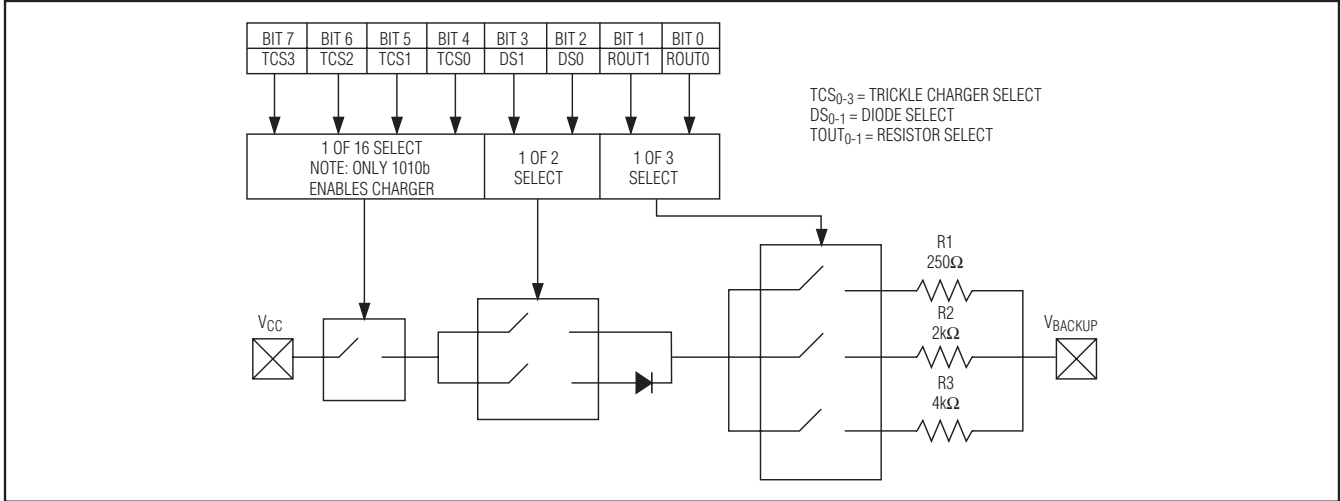 BIT 7 BIT 6 BIT 5 BIT 4 BIT 3 BIT 2 BIT 1 BIT 0
TCS3 TCS2 TCS1 TCS0 DS1 DS0 ROUT1 ROUT0
TCS0-3 = TRICKLE CHARGER SELECT
DS0-1 = DIODE SELECT
TOUT0-1 = RESISTOR SELECT
1 OF 16 SELECT
NOTE: ONLY 1010b
ENABLES CHARGER
1 OF 2
SELECT
1 OF 3
SELECT
R1
250Ω
R2
2kΩ
R3
4kΩ
VCC
VBACKUP